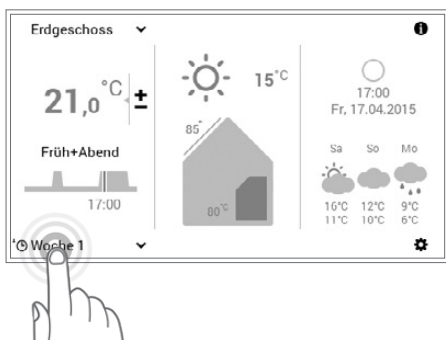 Erdgeschoss
21,0 °C ±
Früh+Abend
17:00
Woche 1
15°C
85°
80°C
17:00
Fr, 17.04.2015
Sa So Mo
16°C 12°C 9°C
11°C 10°C 6°C